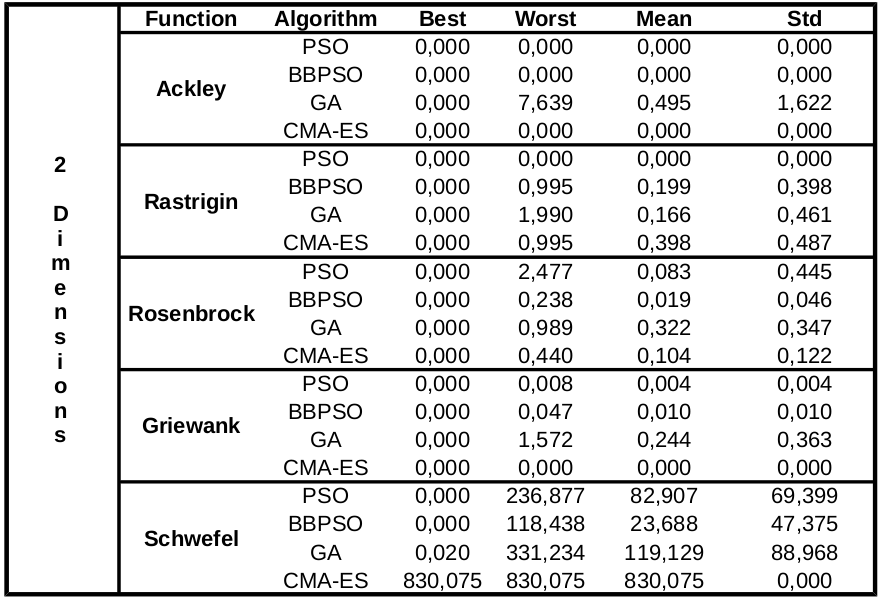 Function Algorithm Best Worst Mean Std
2 Dimensions
Ackley
PSO 0,000 0,000 0,000 0,000
BBPSO 0,000 0,000 0,000 0,000
GA 0,000 7,639 0,495 1,622
CMA-ES 0,000 0,000 0,000 0,000
Rastrigin
PSO 0,000 0,000 0,000 0,000
BBPSO 0,000 0,995 0,199 0,398
GA 0,000 1,990 0,166 0,461
CMA-ES 0,000 0,995 0,398 0,487
Rosenbrock
PSO 0,000 2,477 0,083 0,445
BBPSO 0,000 0,238 0,019 0,046
GA 0,000 0,989 0,322 0,347
CMA-ES 0,000 0,440 0,104 0,122
Griewank
PSO 0,000 0,008 0,004 0,004
BBPSO 0,000 0,047 0,010 0,010
GA 0,000 1,572 0,244 0,363
CMA-ES 0,000 0,000 0,000 0,000
Schwefel
PSO 0,000 236,877 82,907 69,399
BBPSO 0,000 118,438 23,688 47,375
GA 0,020 331,234 119,129 88,968
CMA-ES 830,075 830,075 830,075 0,000